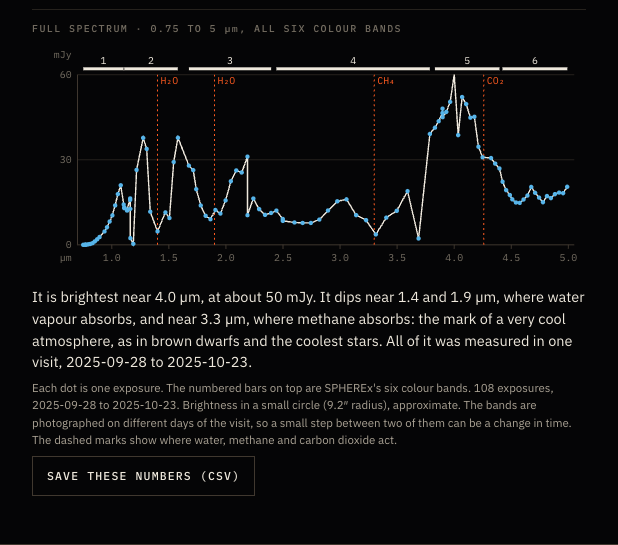 FULL SPECTRUM · 0.75 TO 5 µm, ALL SIX COLOUR BANDS
mJy
1 2 3 4 5 6
60
H₂O H₂O CH₄ CO₂
30
0
µm 1.0 1.5 2.0 2.5 3.0 3.5 4.0 4.5 5.0
It is brightest near 4.0 µm, at about 50 mJy. It dips near 1.4 and 1.9 µm, where water
vapour absorbs, and near 3.3 µm, where methane absorbs: the mark of a very cool
atmosphere, as in brown dwarfs and the coolest stars. All of it was measured in one
visit, 2025-09-28 to 2025-10-23.
Each dot is one exposure. The numbered bars on top are SPHEREx's six colour bands. 108 exposures,
2025-09-28 to 2025-10-23. Brightness in a small circle (9.2″ radius), approximate. The bands are
photographed on different days of the visit, so a small step between two of them can be a change in time.
The dashed marks show where water, methane and carbon dioxide act.
SAVE THESE NUMBERS (CSV)